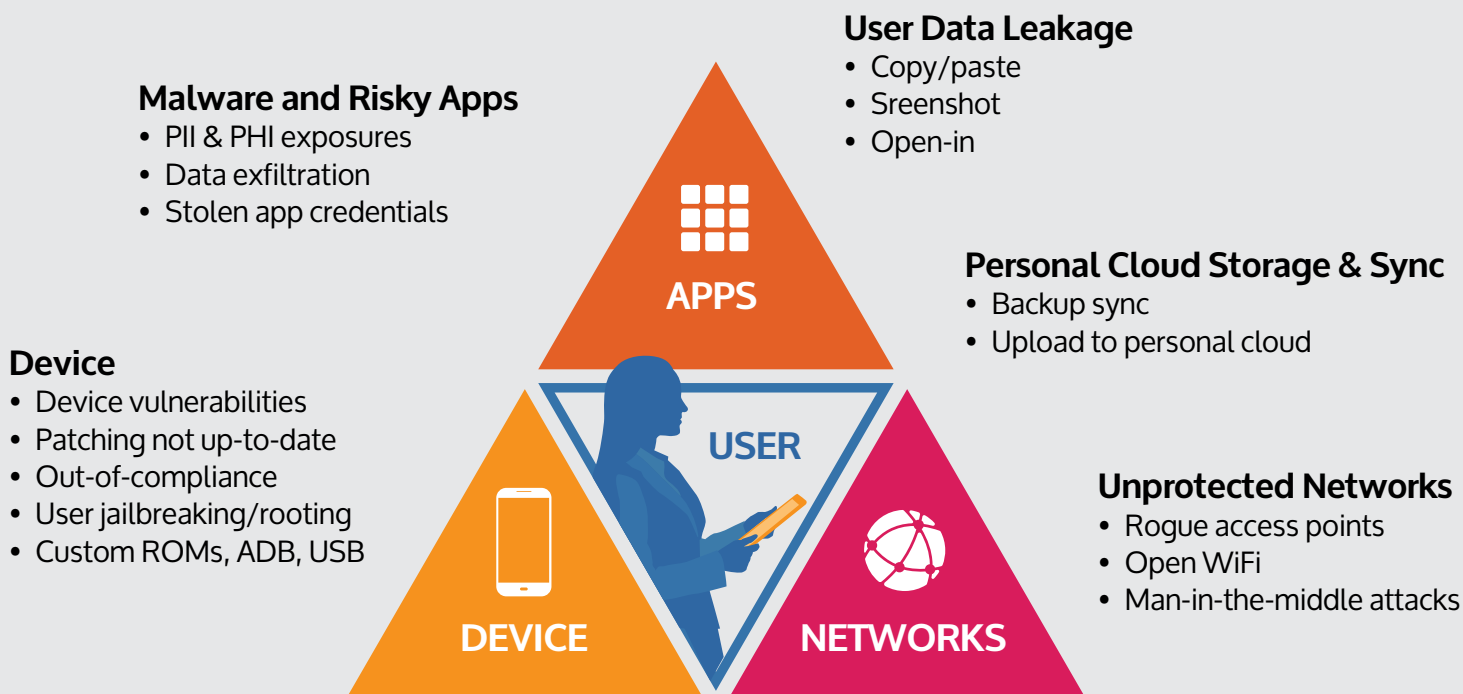 User Data Leakage
• Copy/paste
• Sreenshot
• Open-in
Malware and Risky Apps
• PII & PHI exposures
• Data exfiltration
• Stolen app credentials
APPS
Personal Cloud Storage & Sync
• Backup sync
• Upload to personal cloud
Device
• Device vulnerabilities
• Patching not up-to-date
• Out-of-compliance
• User jailbreaking/rooting
• Custom ROMs, ADB, USB
USER
Unprotected Networks
• Rogue access points
• Open WiFi
• Man-in-the-middle attacks
DEVICE
NETWORKS